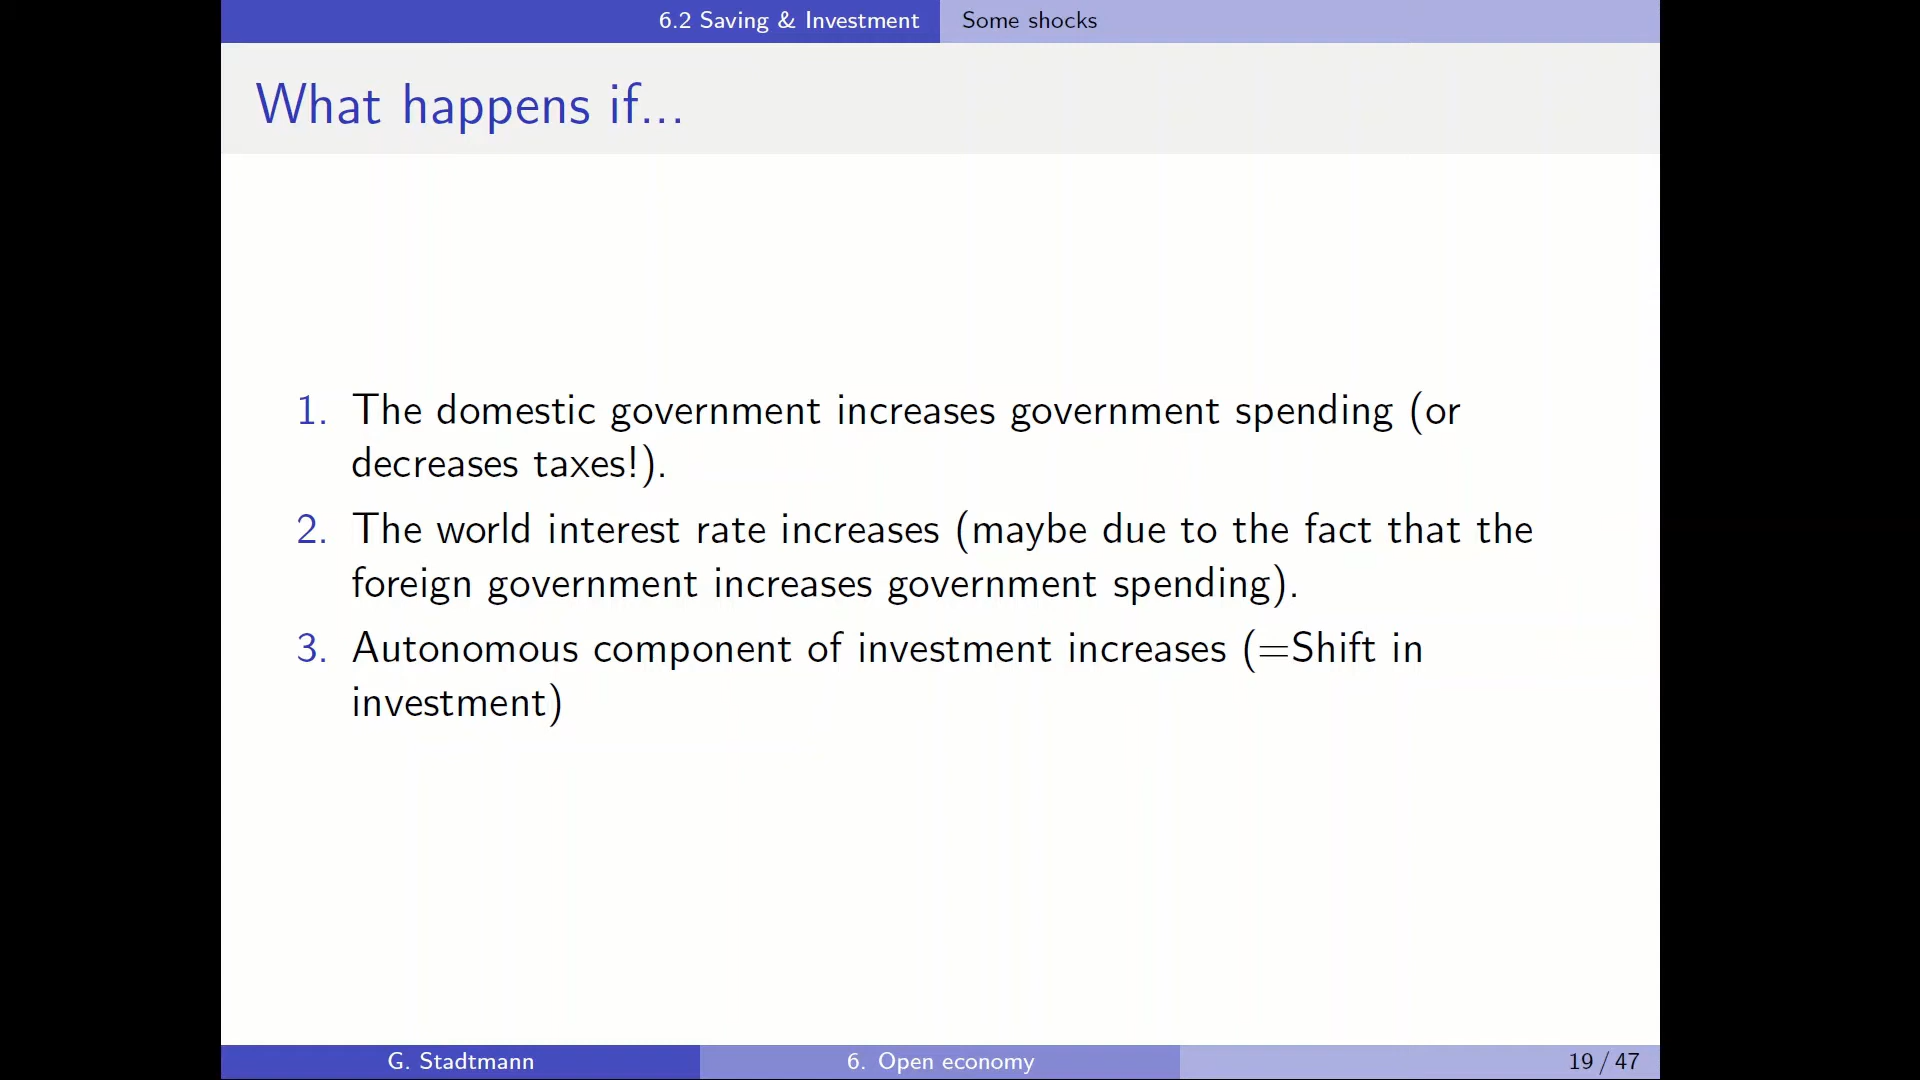 6.2 Saving & Investment
Some shocks
What happens if...
1. The domestic government increases government spending (or
decreases taxes!).
2. The world interest rate increases (maybe due to the fact that the
foreign government increases government spending).
3. Autonomous component of investment increases (=Shift in
investment)
G. Stadtmann
6. Open economy
19 / 47